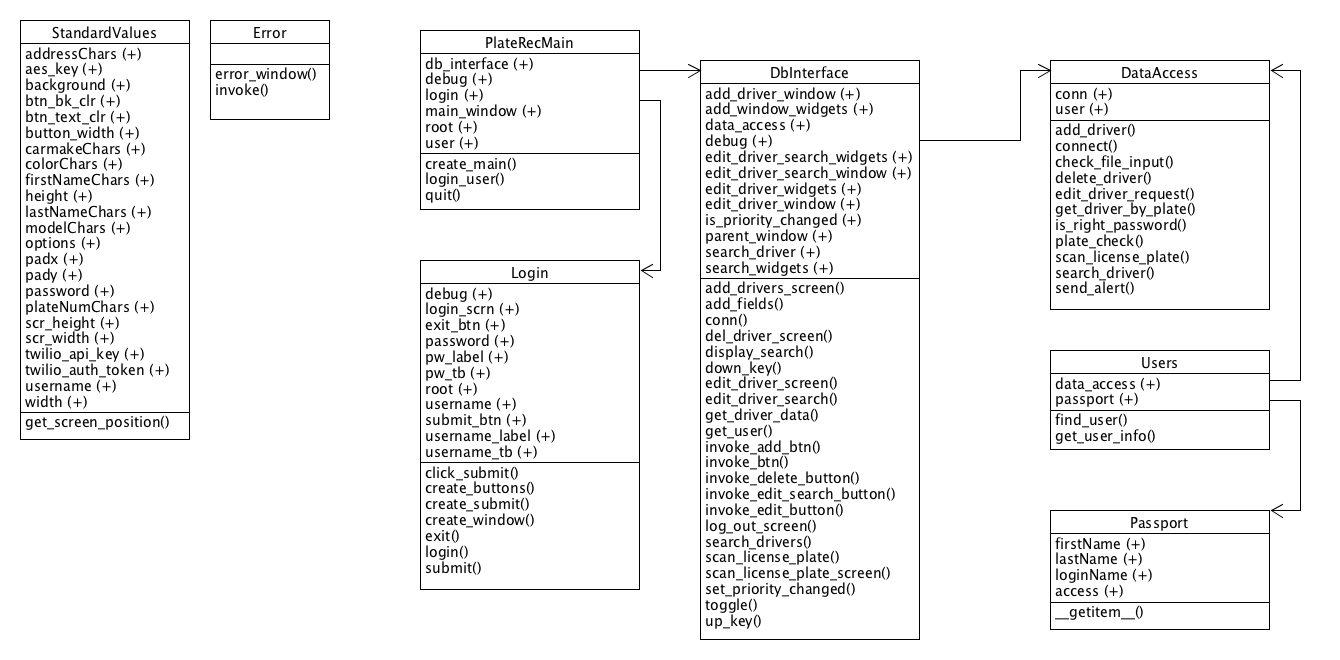 StandardValues
addressChars (+)
aes_key (+)
background (+)
btn_bk_clr (+)
btn_text_clr (+)
button_width (+)
carmakeChars (+)
colorChars (+)
firstNameChars (+)
height (+)
lastNameChars (+)
modelChars (+)
options (+)
padx (+)
pady (+)
password (+)
plateNumChars (+)
scr_height (+)
scr_width (+)
twilio_api_key (+)
twilio_auth_token (+)
username (+)
width (+)
get_screen_position()
Error
error_window()
invoke()
PlateRecMain
db_interface (+)
debug (+)
login (+)
main_window (+)
root (+)
user (+)
create_main()
login_user()
quit()
Login
debug (+)
login_scrn (+)
exit_btn (+)
password (+)
pw_label (+)
pw_tb (+)
root (+)
username (+)
submit_btn (+)
username_label (+)
username_tb (+)
click_submit()
create_buttons()
create_submit()
create_window()
exit()
login()
submit()
DbInterface
add_driver_window (+)
add_window_widgets (+)
data_access (+)
debug (+)
edit_driver_search_widgets (+)
edit_driver_search_window (+)
edit_driver_widgets (+)
edit_driver_window (+)
is_priority_changed (+)
parent_window (+)
search_driver (+)
search_widgets (+)
add_drivers_screen()
add_fields()
conn()
del_driver_screen()
display_search()
down_key()
edit_driver_screen()
edit_driver_search()
get_driver_data()
get_user()
invoke_add_btn()
invoke_btn()
invoke_delete_button()
invoke_edit_search_button()
invoke_edit_button()
log_out_screen()
search_drivers()
scan_license_plate()
scan_license_plate_screen()
set_priority_changed()
toggle()
up_key()
DataAccess
conn (+)
user (+)
add_driver()
connect()
check_file_input()
delete_driver()
edit_driver_request()
get_driver_by_plate()
is_right_password()
plate_check()
scan_license_plate()
search_driver()
send_alert()
Users
data_access (+)
passport (+)
find_user()
get_user_info()
Passport
firstName (+)
lastName (+)
loginName (+)
access (+)
__getitem__()